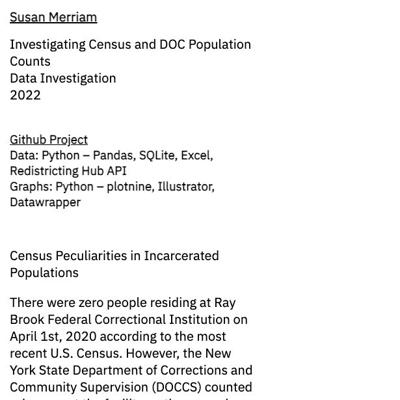 Susan Merriam
Investigating Census and DOC Population
Counts
Data Investigation
2022
Github Project
Data: Python – Pandas, SQLite, Excel,
Redistricting Hub API
Graphs: Python – plotnine, Illustrator,
Datawrapper
Census Peculiarities in Incarcerated
Populations
There were zero people residing at Ray
Brook Federal Correctional Institution on
April 1st, 2020 according to the most
recent U.S. Census. However, the New
York State Department of Corrections and
Community Supervision (DOCCS) counted